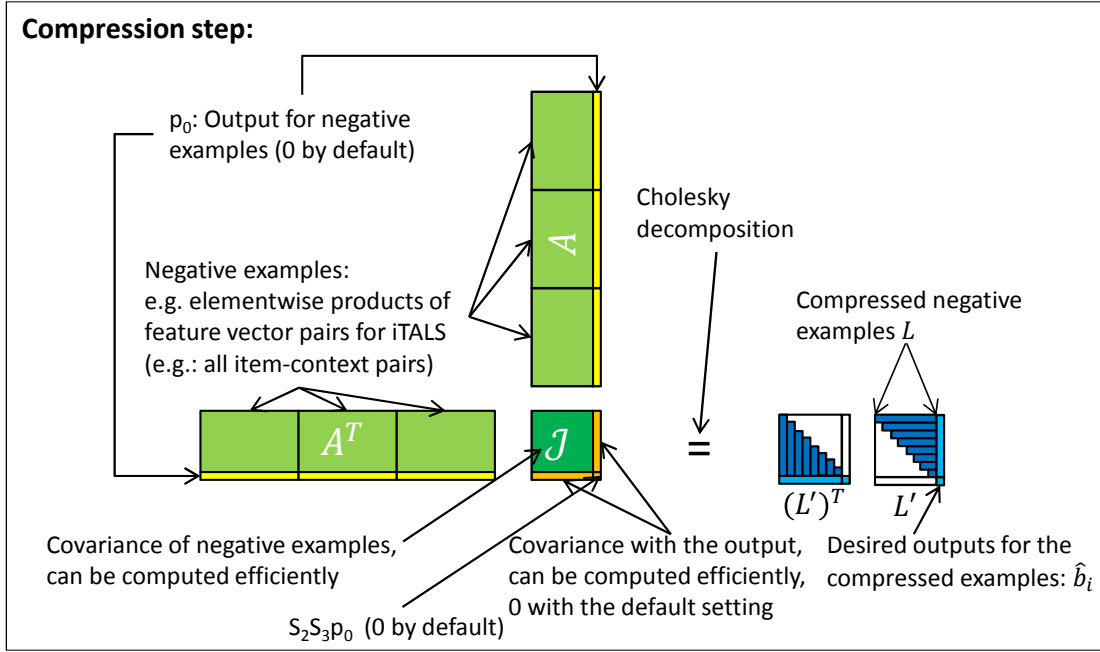 Compression step:
p₀: Output for negative
examples (0 by default)
Cholesky
decomposition
A
Negative examples:
e.g. elementwise products of
feature vector pairs for iTALS
(e.g.: all item-context pairs)
Compressed negative
examples L
Aᵀ
𝒥
=
(L′)ᵀ
L′
Covariance of negative examples,
can be computed efficiently
Covariance with the output,
can be computed efficiently,
0 with the default setting
Desired outputs for the
compressed examples: b̂ᵢ
S₂S₃p₀ (0 by default)